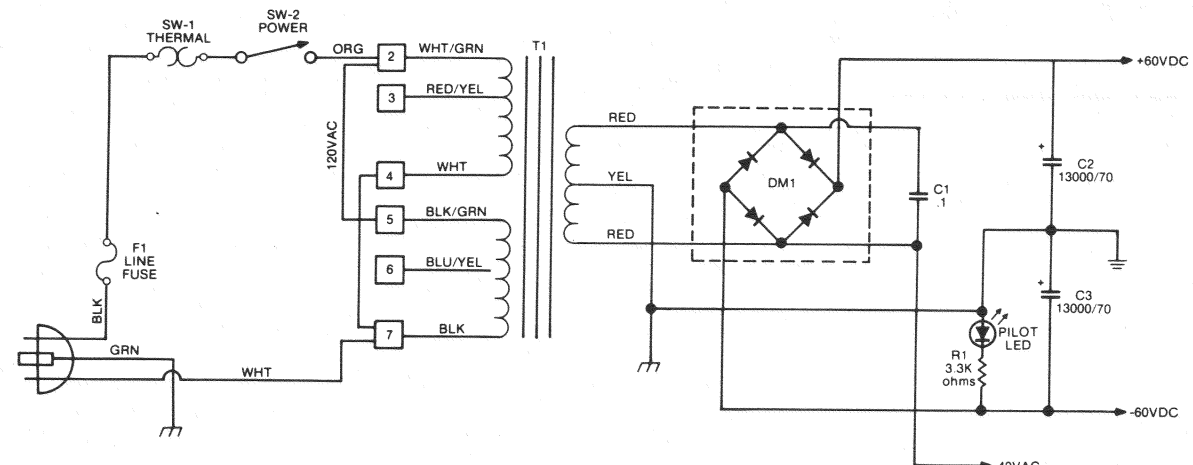 SW-1
THERMAL
SW-2
POWER
ORG
2
WHT/GRN
T1
3
RED/YEL
120VAC
4
WHT
5
BLK/GRN
6
BLU/YEL
7
BLK
F1
LINE
FUSE
BLK
GRN
WHT
RED
YEL
RED
DM1
C1
.1
+60VDC
+
C2
13000/70
+
C3
13000/70
PILOT
LED
R1
3.3K
ohms
-60VDC